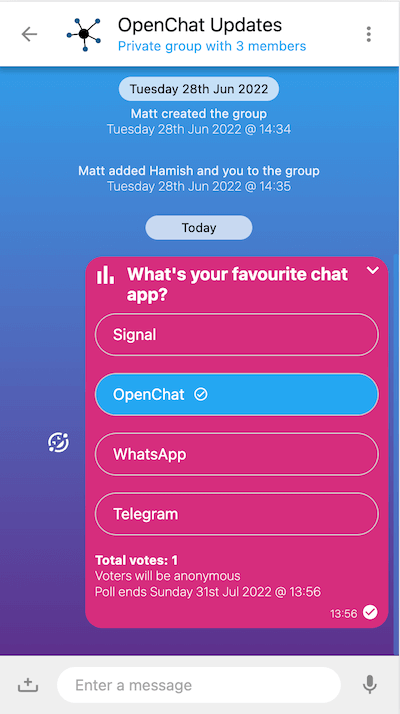 OpenChat Updates
Private group with 3 members
Tuesday 28th Jun 2022
Matt created the group
Tuesday 28th Jun 2022 @ 14:34
Matt added Hamish and you to the group
Tuesday 28th Jun 2022 @ 14:35
Today
What's your favourite chat
app?
Signal
OpenChat
WhatsApp
Telegram
Total votes: 1
Voters will be anonymous
Poll ends Sunday 31st Jul 2022 @ 13:56
13:56
Enter a message